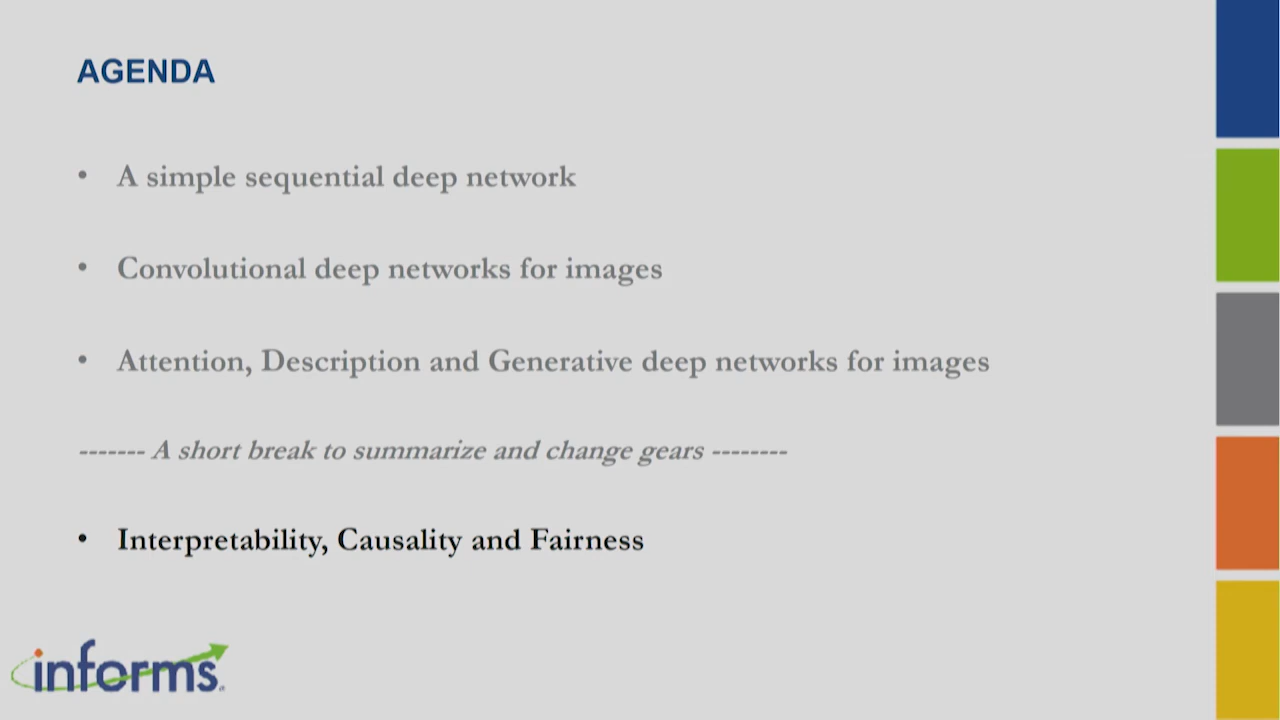 AGENDA
• A simple sequential deep network
• Convolutional deep networks for images
• Attention, Description and Generative deep networks for images
------- A short break to summarize and change gears --------
• Interpretability, Causality and Fairness
informs